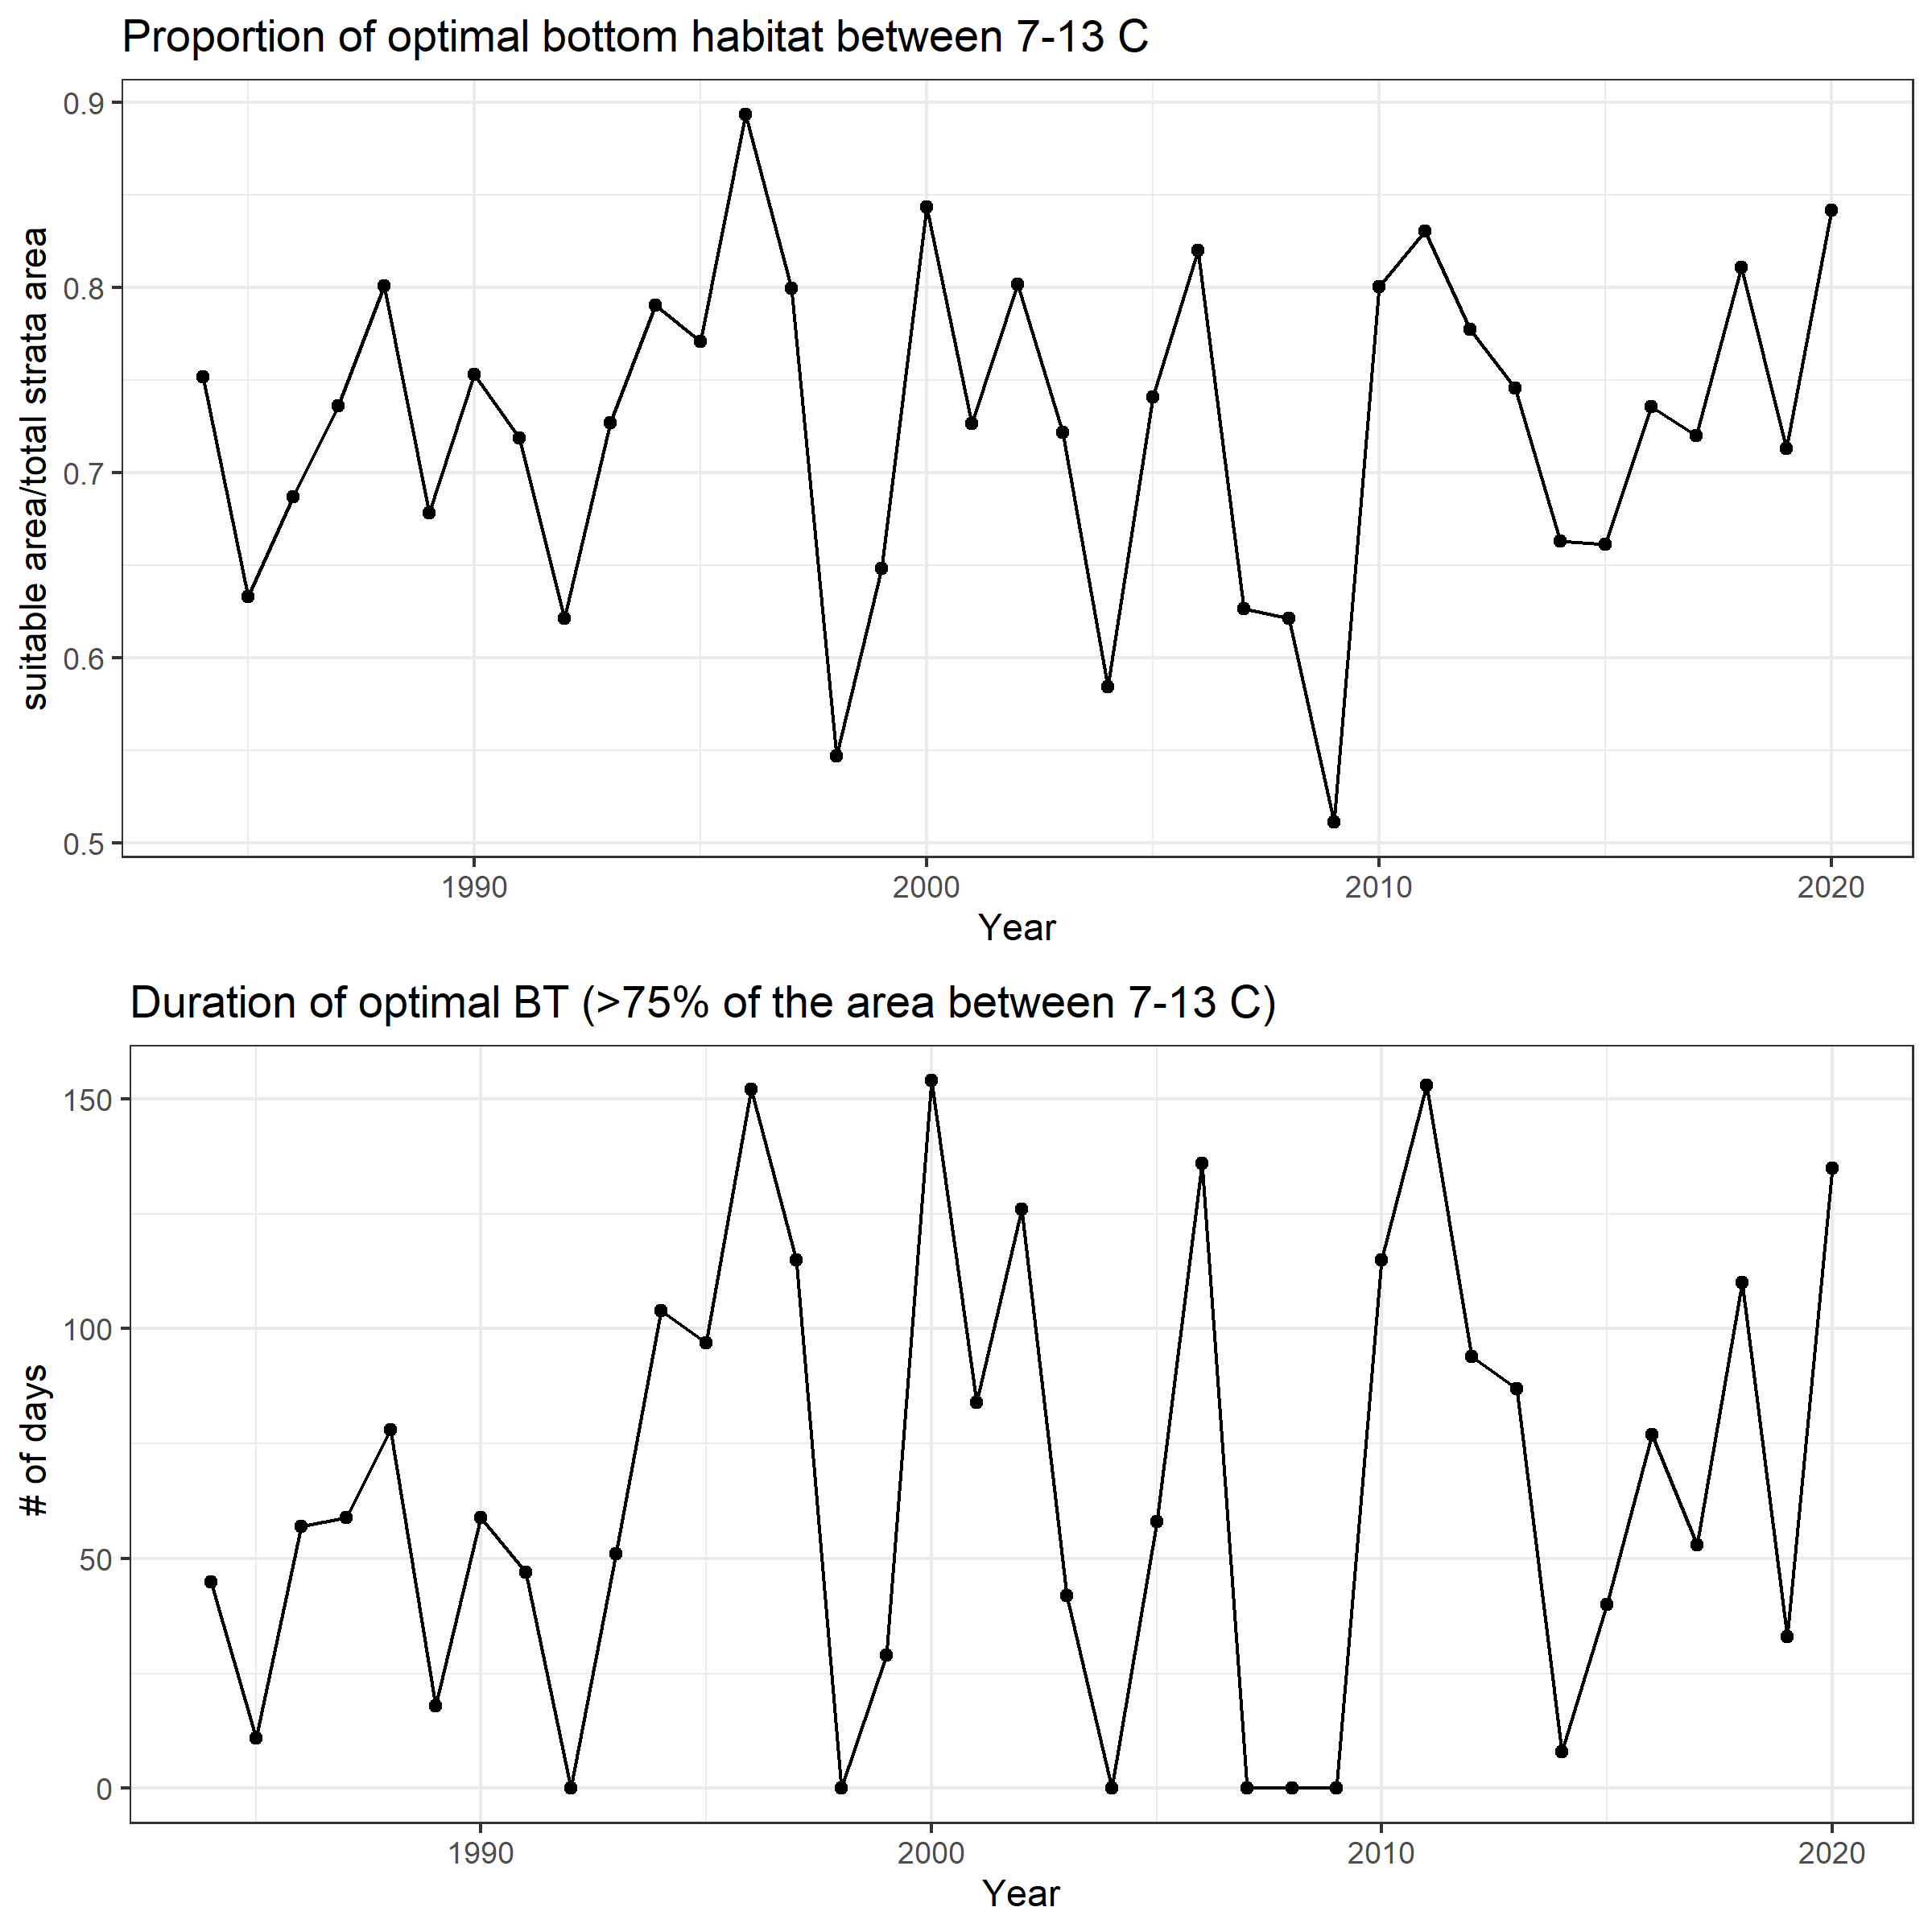 Proportion of optimal bottom habitat between 7-13 C
suitable area/total strata area
0.9
0.8
0.7
0.6
0.5
1990 2000 2010 2020
Year
Duration of optimal BT (>75% of the area between 7-13 C)
# of days
150
100
50
0
1990 2000 2010 2020
Year